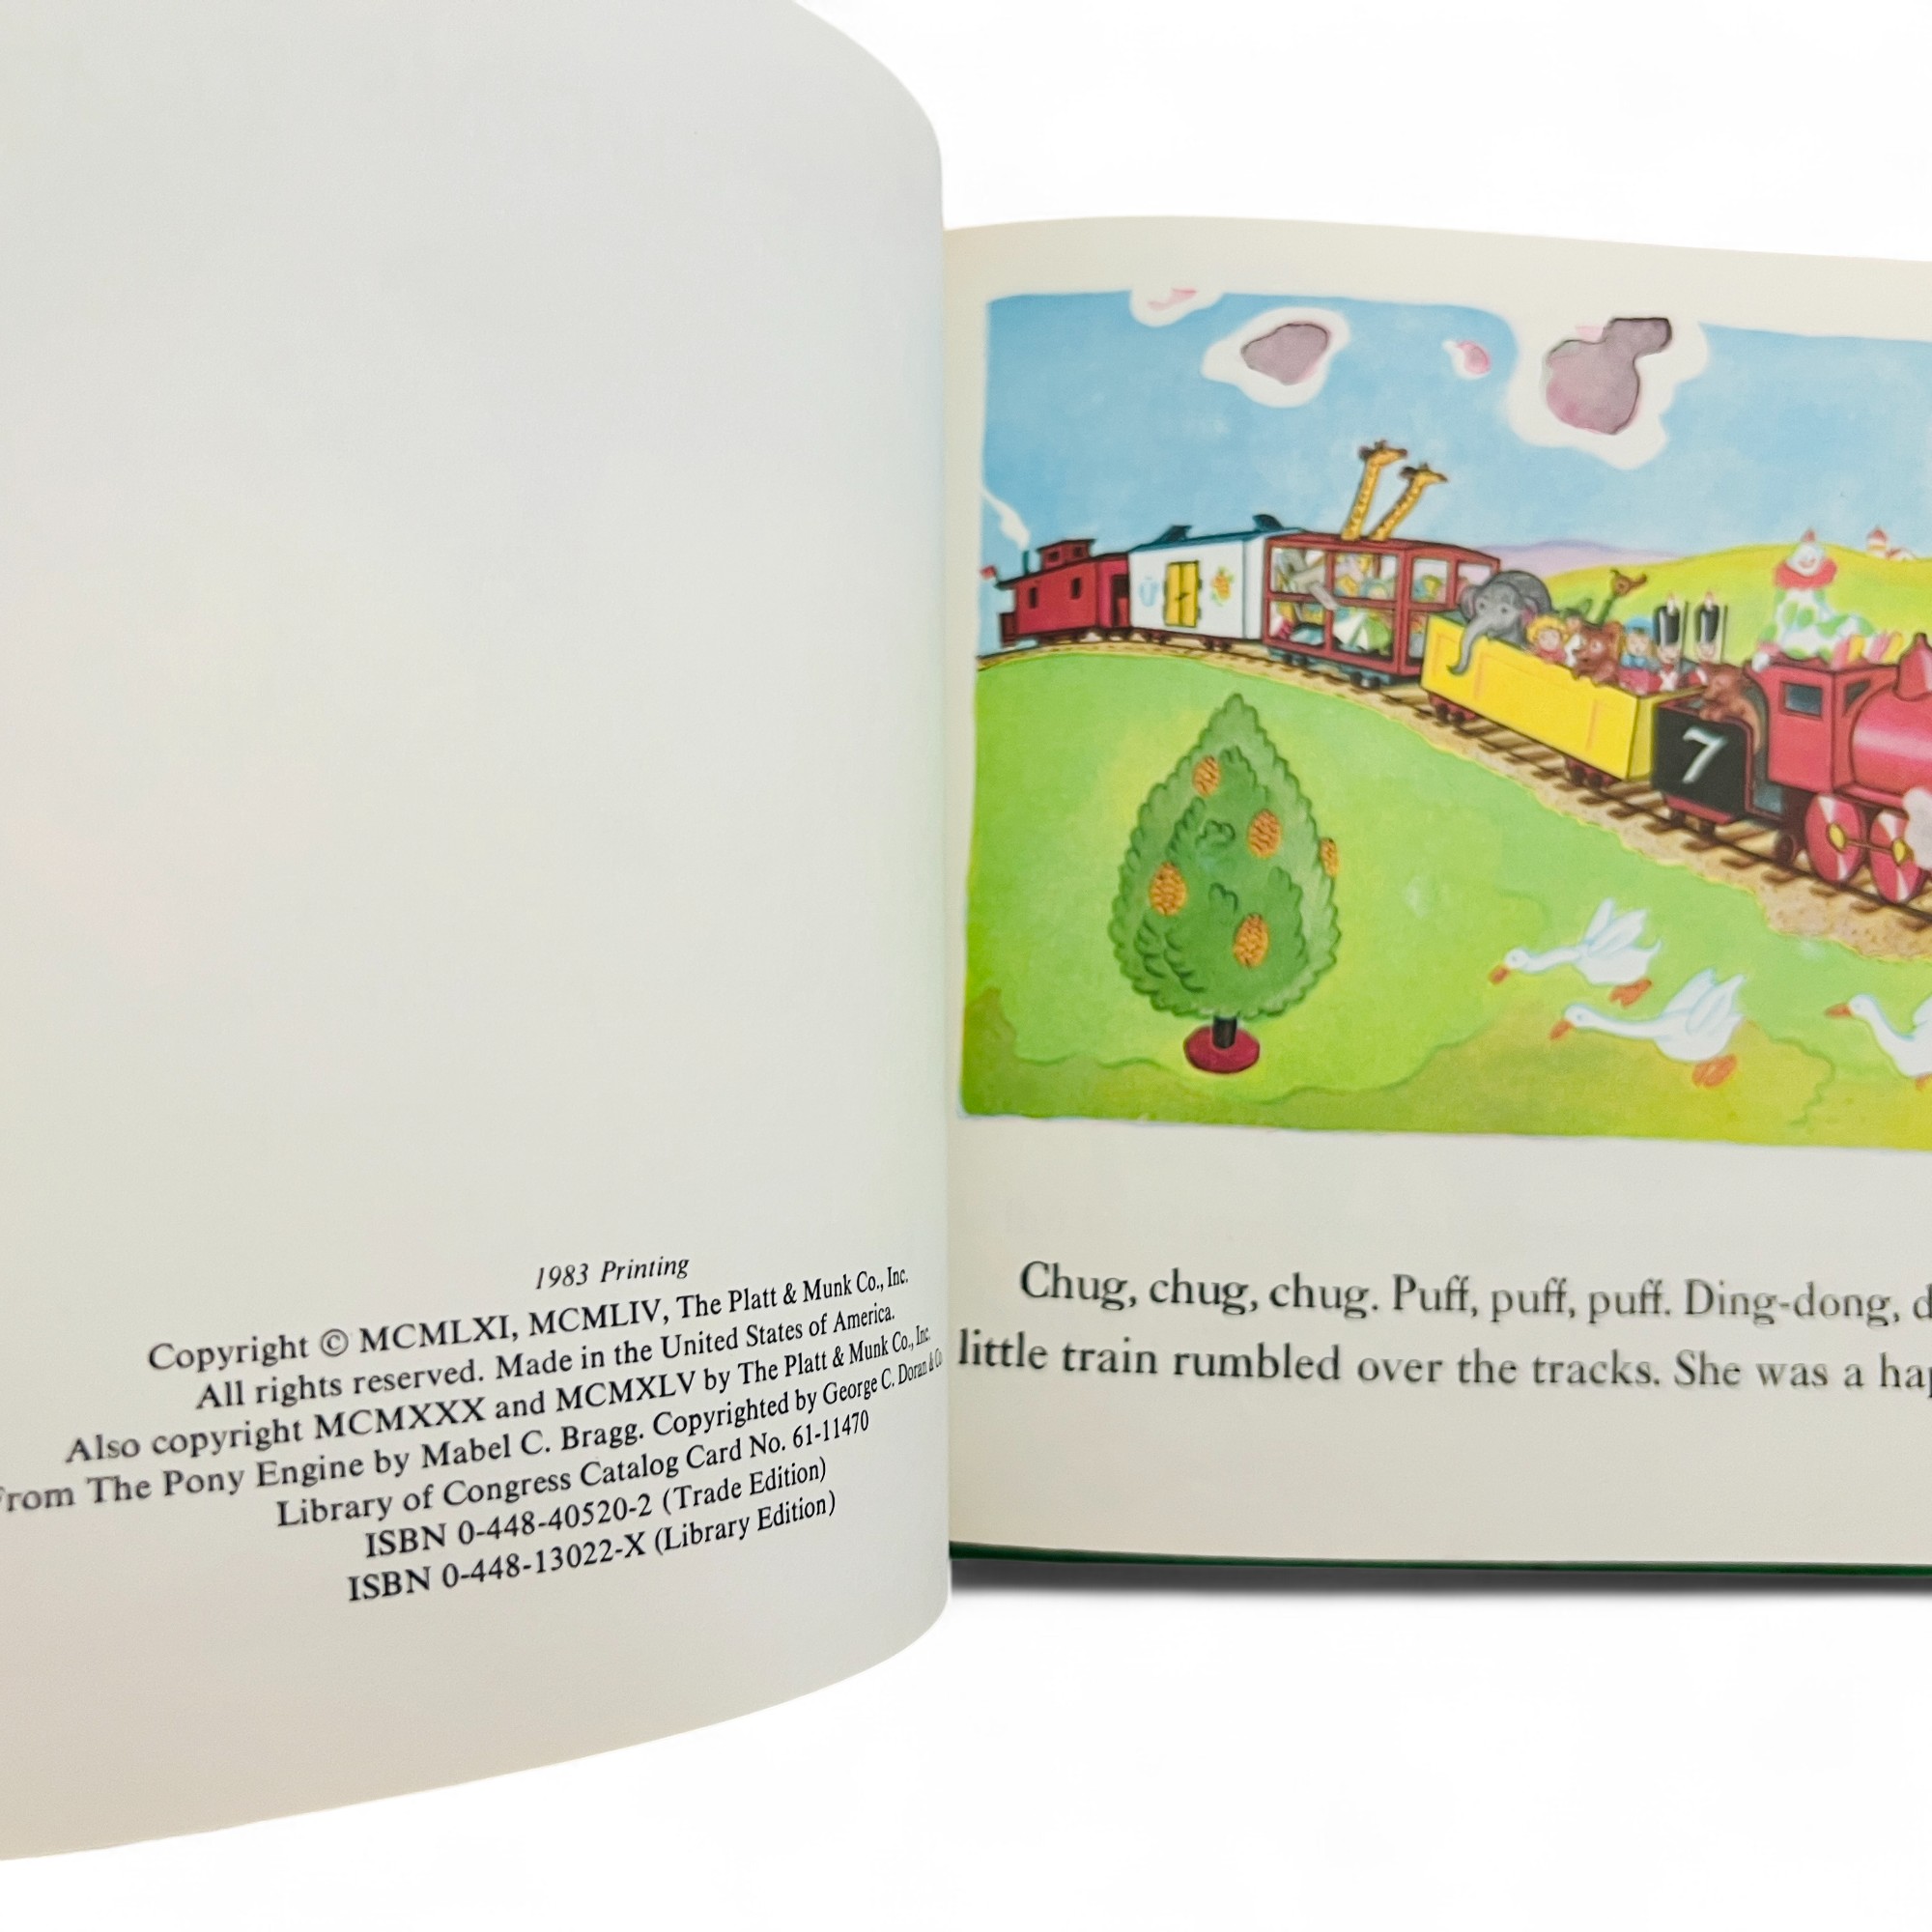 1983 Printing
Copyright © MCMLXI, MCMLIV, The Platt & Munk Co., Inc.
All rights reserved. Made in the United States of America.
Also copyright MCMXXX and MCMXLV by The Platt & Munk Co., Inc.
From The Pony Engine by Mabel C. Bragg. Copyrighted by George C. Doran & Co
Library of Congress Catalog Card No. 61-11470
ISBN 0-448-40520-2 (Trade Edition)
ISBN 0-448-13022-X (Library Edition)
7
Chug, chug, chug. Puff, puff, puff. Ding-dong, d
little train rumbled over the tracks. She was a hap